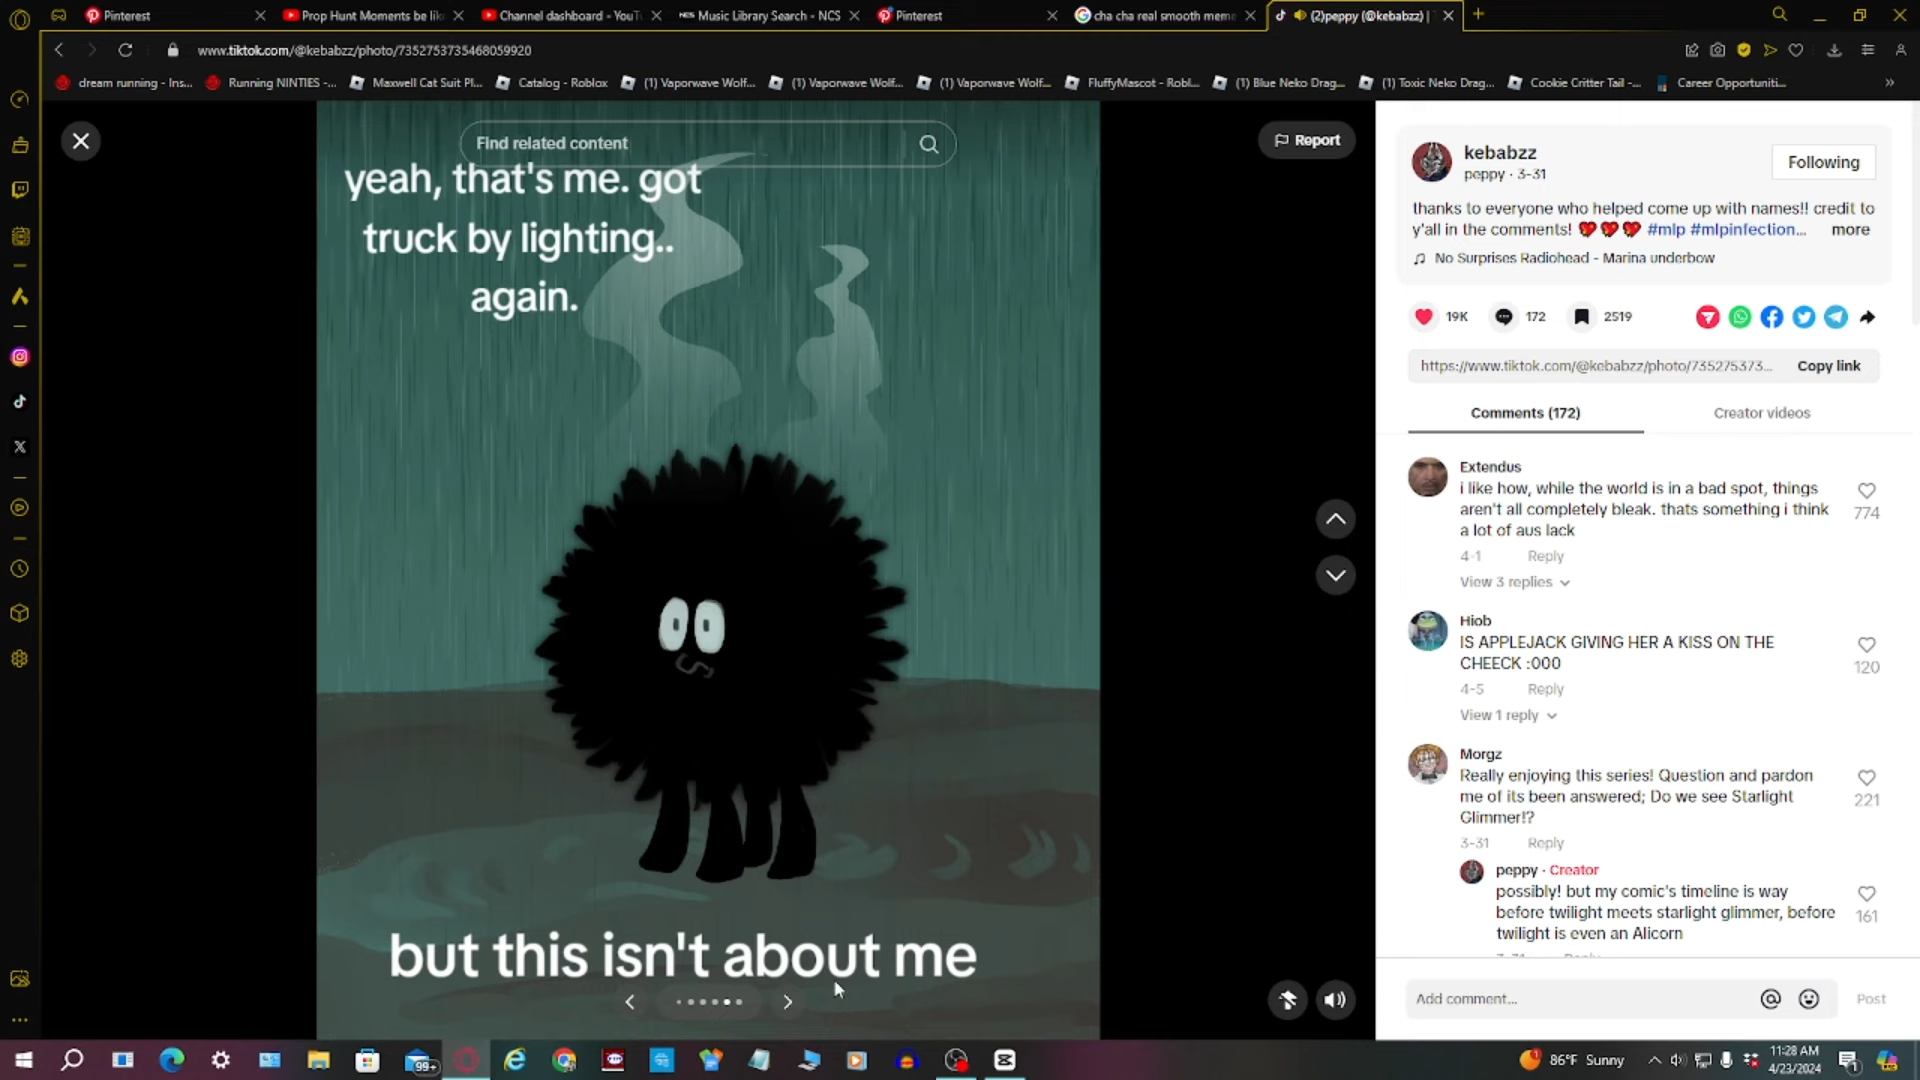 Pinterest
Prop Hunt Moments be lik
Channel dashboard - YouT
NCS Music Library Search - NCS
Pinterest
cha cha real smooth meme
(2)peppy (@kebabzz) |
www.tiktok.com/@kebabzz/photo/7352753735468059920
dream running - Ins...
Running NINTIES -...
Maxwell Cat Suit Pl...
Catalog - Roblox
(1) Vaporwave Wolf...
(1) Vaporwave Wolf...
(1) Vaporwave Wolf...
FluffyMascot - Robl...
(1) Blue Neko Drag...
(1) Toxic Neko Drag...
Cookie Critter Tail -...
Career Opportuniti...
Find related content
Report
yeah, that's me. got
truck by lighting..
again.
but this isn't about me
kebabzz
peppy · 3-31
Following
thanks to everyone who helped come up with names!! credit to
y'all in the comments! 💖💖💖 #mlp #mlpinfection... more
No Surprises Radiohead - Marina underbow
19K
172
2519
https://www.tiktok.com/@kebabzz/photo/735275373...
Copy link
Comments (172)
Creator videos
Extendus
i like how, while the world is in a bad spot, things
aren't all completely bleak. thats something i think
a lot of aus lack
774
4-1 Reply
View 3 replies
Hiob
IS APPLEJACK GIVING HER A KISS ON THE
CHEECK :000
120
4-5 Reply
View 1 reply
Morgz
Really enjoying this series! Question and pardon
me of its been answered; Do we see Starlight
Glimmer!?
221
3-31 Reply
peppy · Creator
possibly! but my comic's timeline is way
before twilight meets starlight glimmer, before
twilight is even an Alicorn
161
Add comment...
Post
99+
86°F Sunny
11:28 AM
4/23/2024